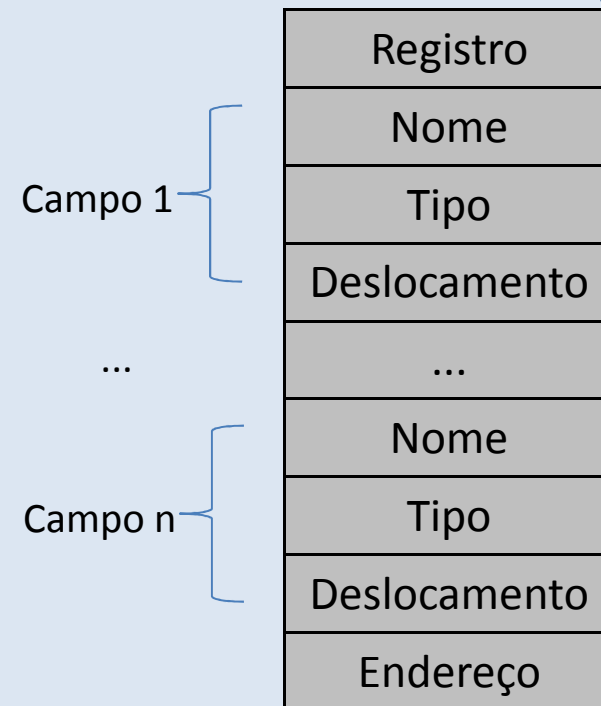 Registro
Nome
Campo 1
Tipo
Deslocamento
...
...
Nome
Campo n
Tipo
Deslocamento
Endereço